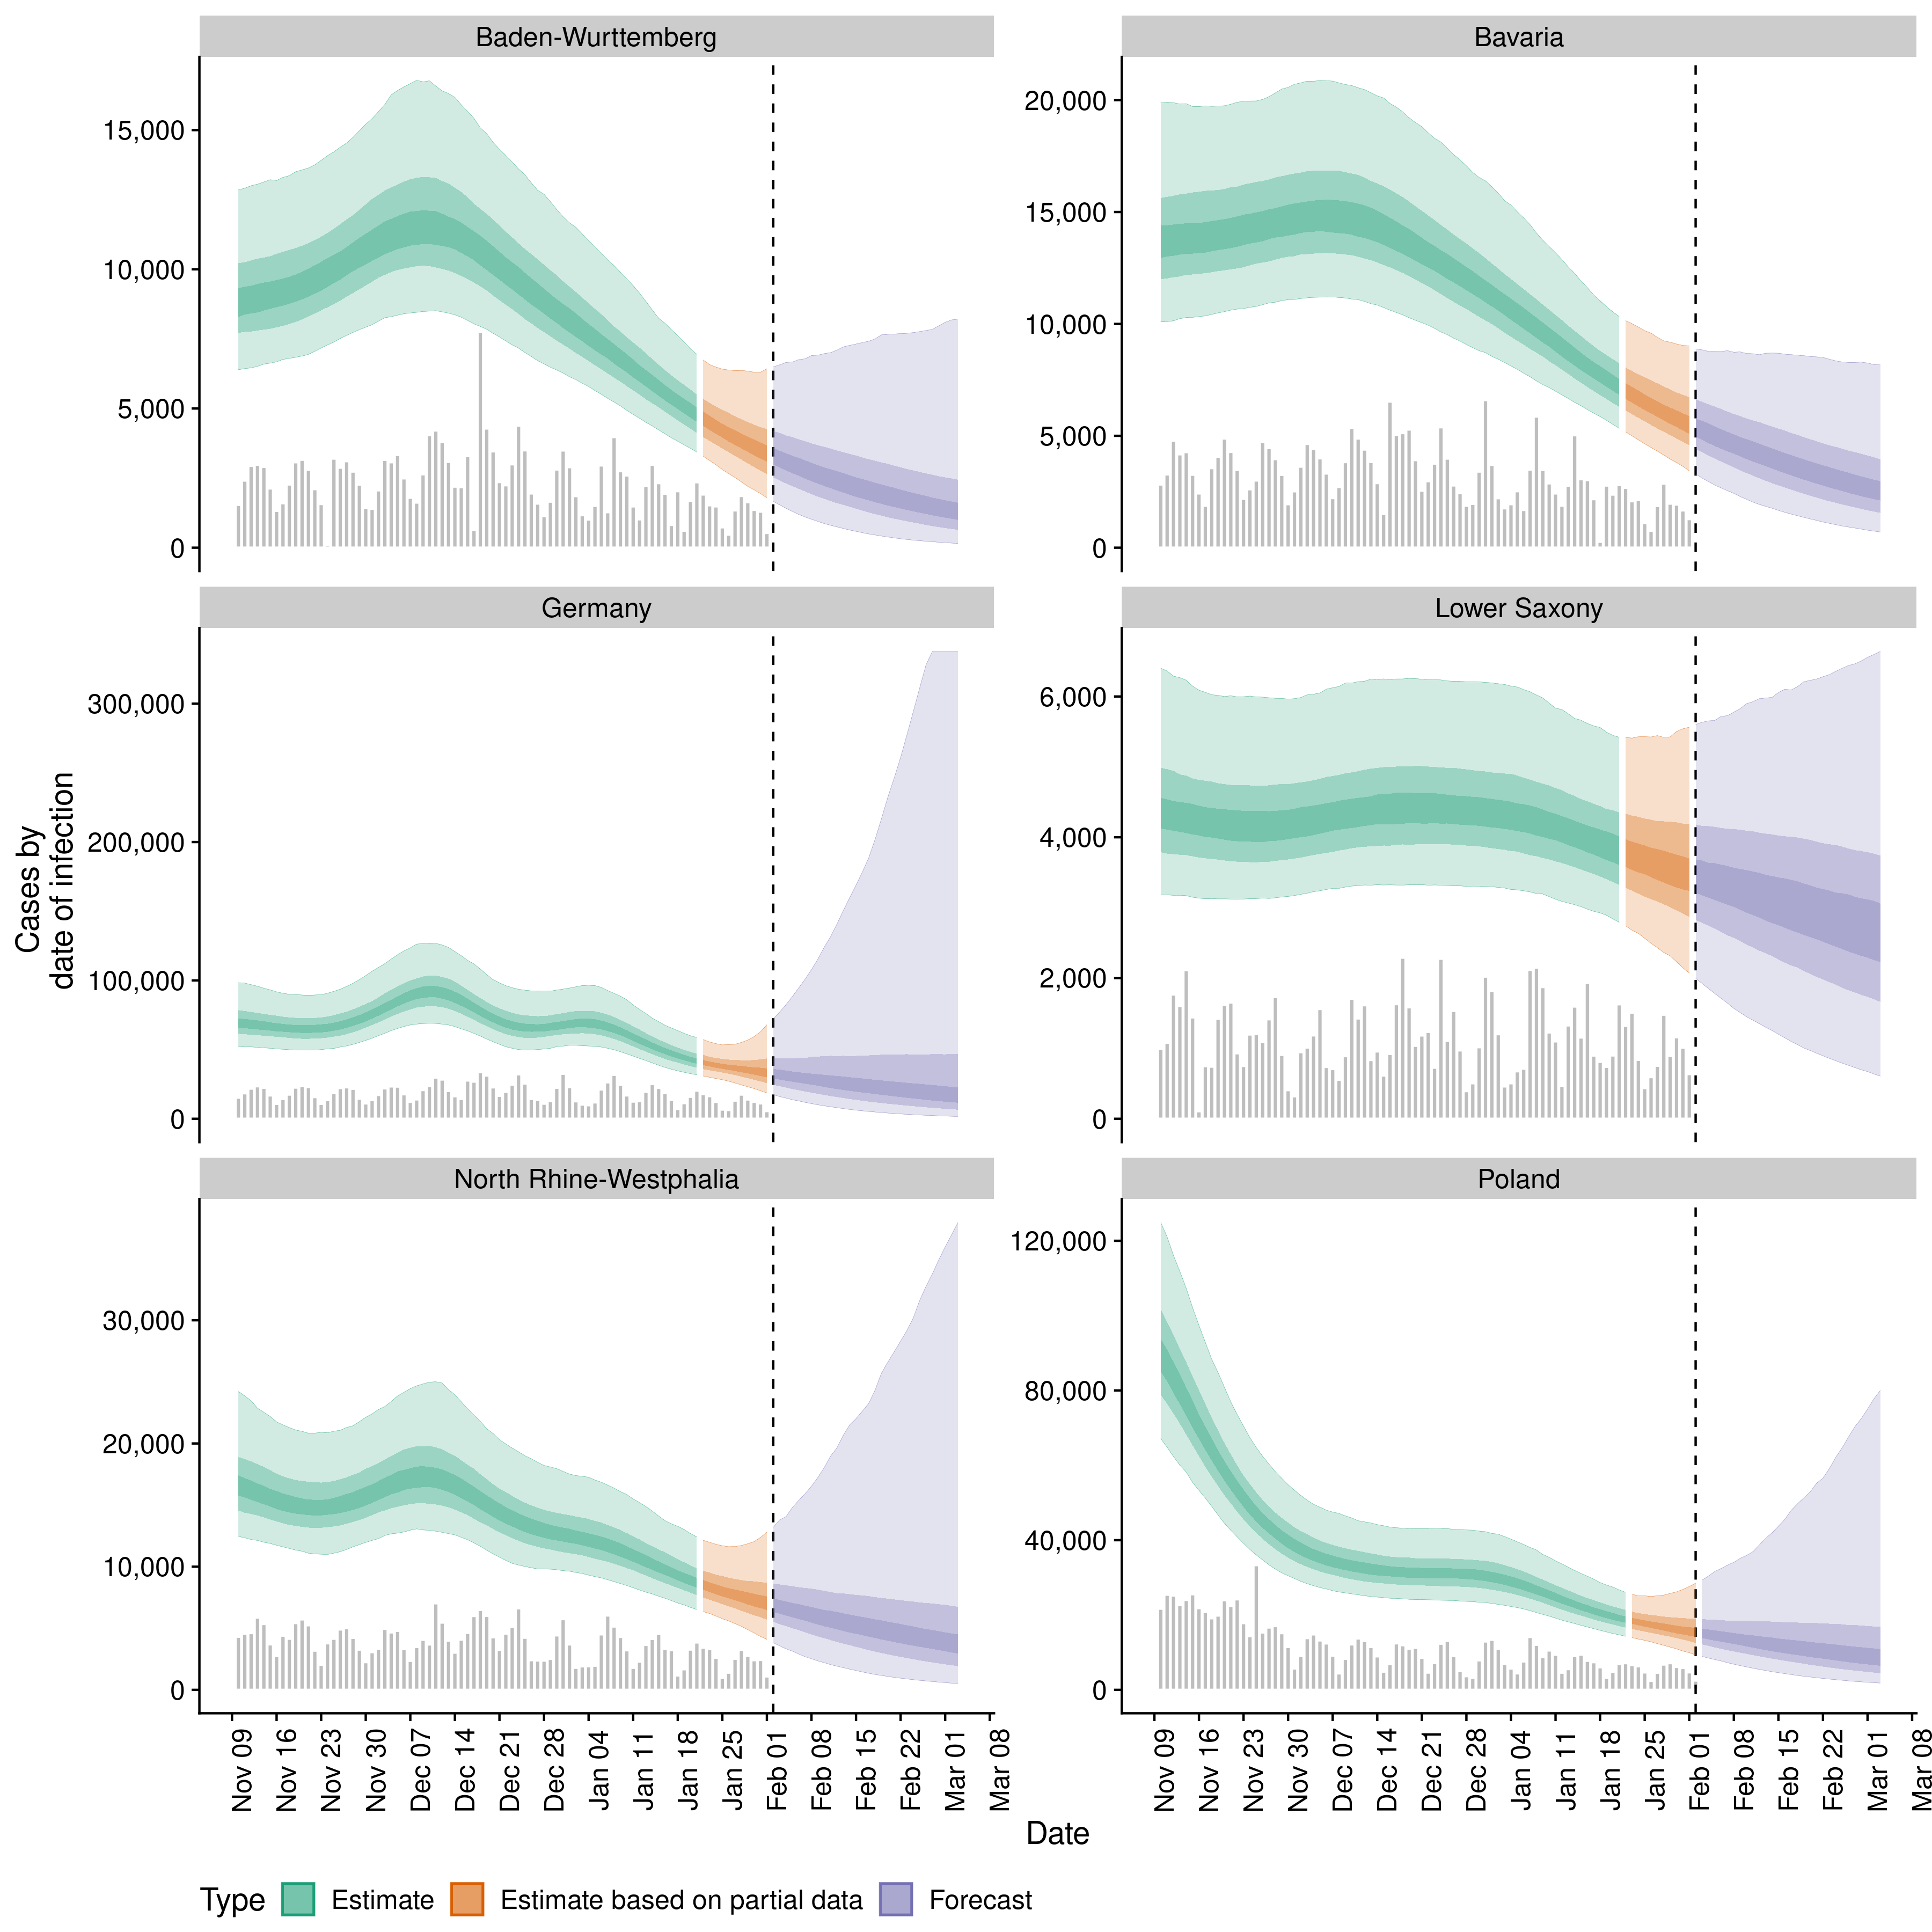 Baden-Wurttemberg
15,000
10,000
5,000
0
Bavaria
20,000
15,000
10,000
5,000
0
Germany
300,000
200,000
100,000
0
Lower Saxony
6,000
4,000
2,000
0
Cases by
date of infection
North Rhine-Westphalia
30,000
20,000
10,000
0
Poland
120,000
80,000
40,000
0
Nov 09
Nov 16
Nov 23
Nov 30
Dec 07
Dec 14
Dec 21
Dec 28
Jan 04
Jan 11
Jan 18
Jan 25
Feb 01
Feb 08
Feb 15
Feb 22
Mar 01
Mar 08
Nov 09
Nov 16
Nov 23
Nov 30
Dec 07
Dec 14
Dec 21
Dec 28
Jan 04
Jan 11
Jan 18
Jan 25
Feb 01
Feb 08
Feb 15
Feb 22
Mar 01
Mar 08
Date
Type Estimate Estimate based on partial data Forecast